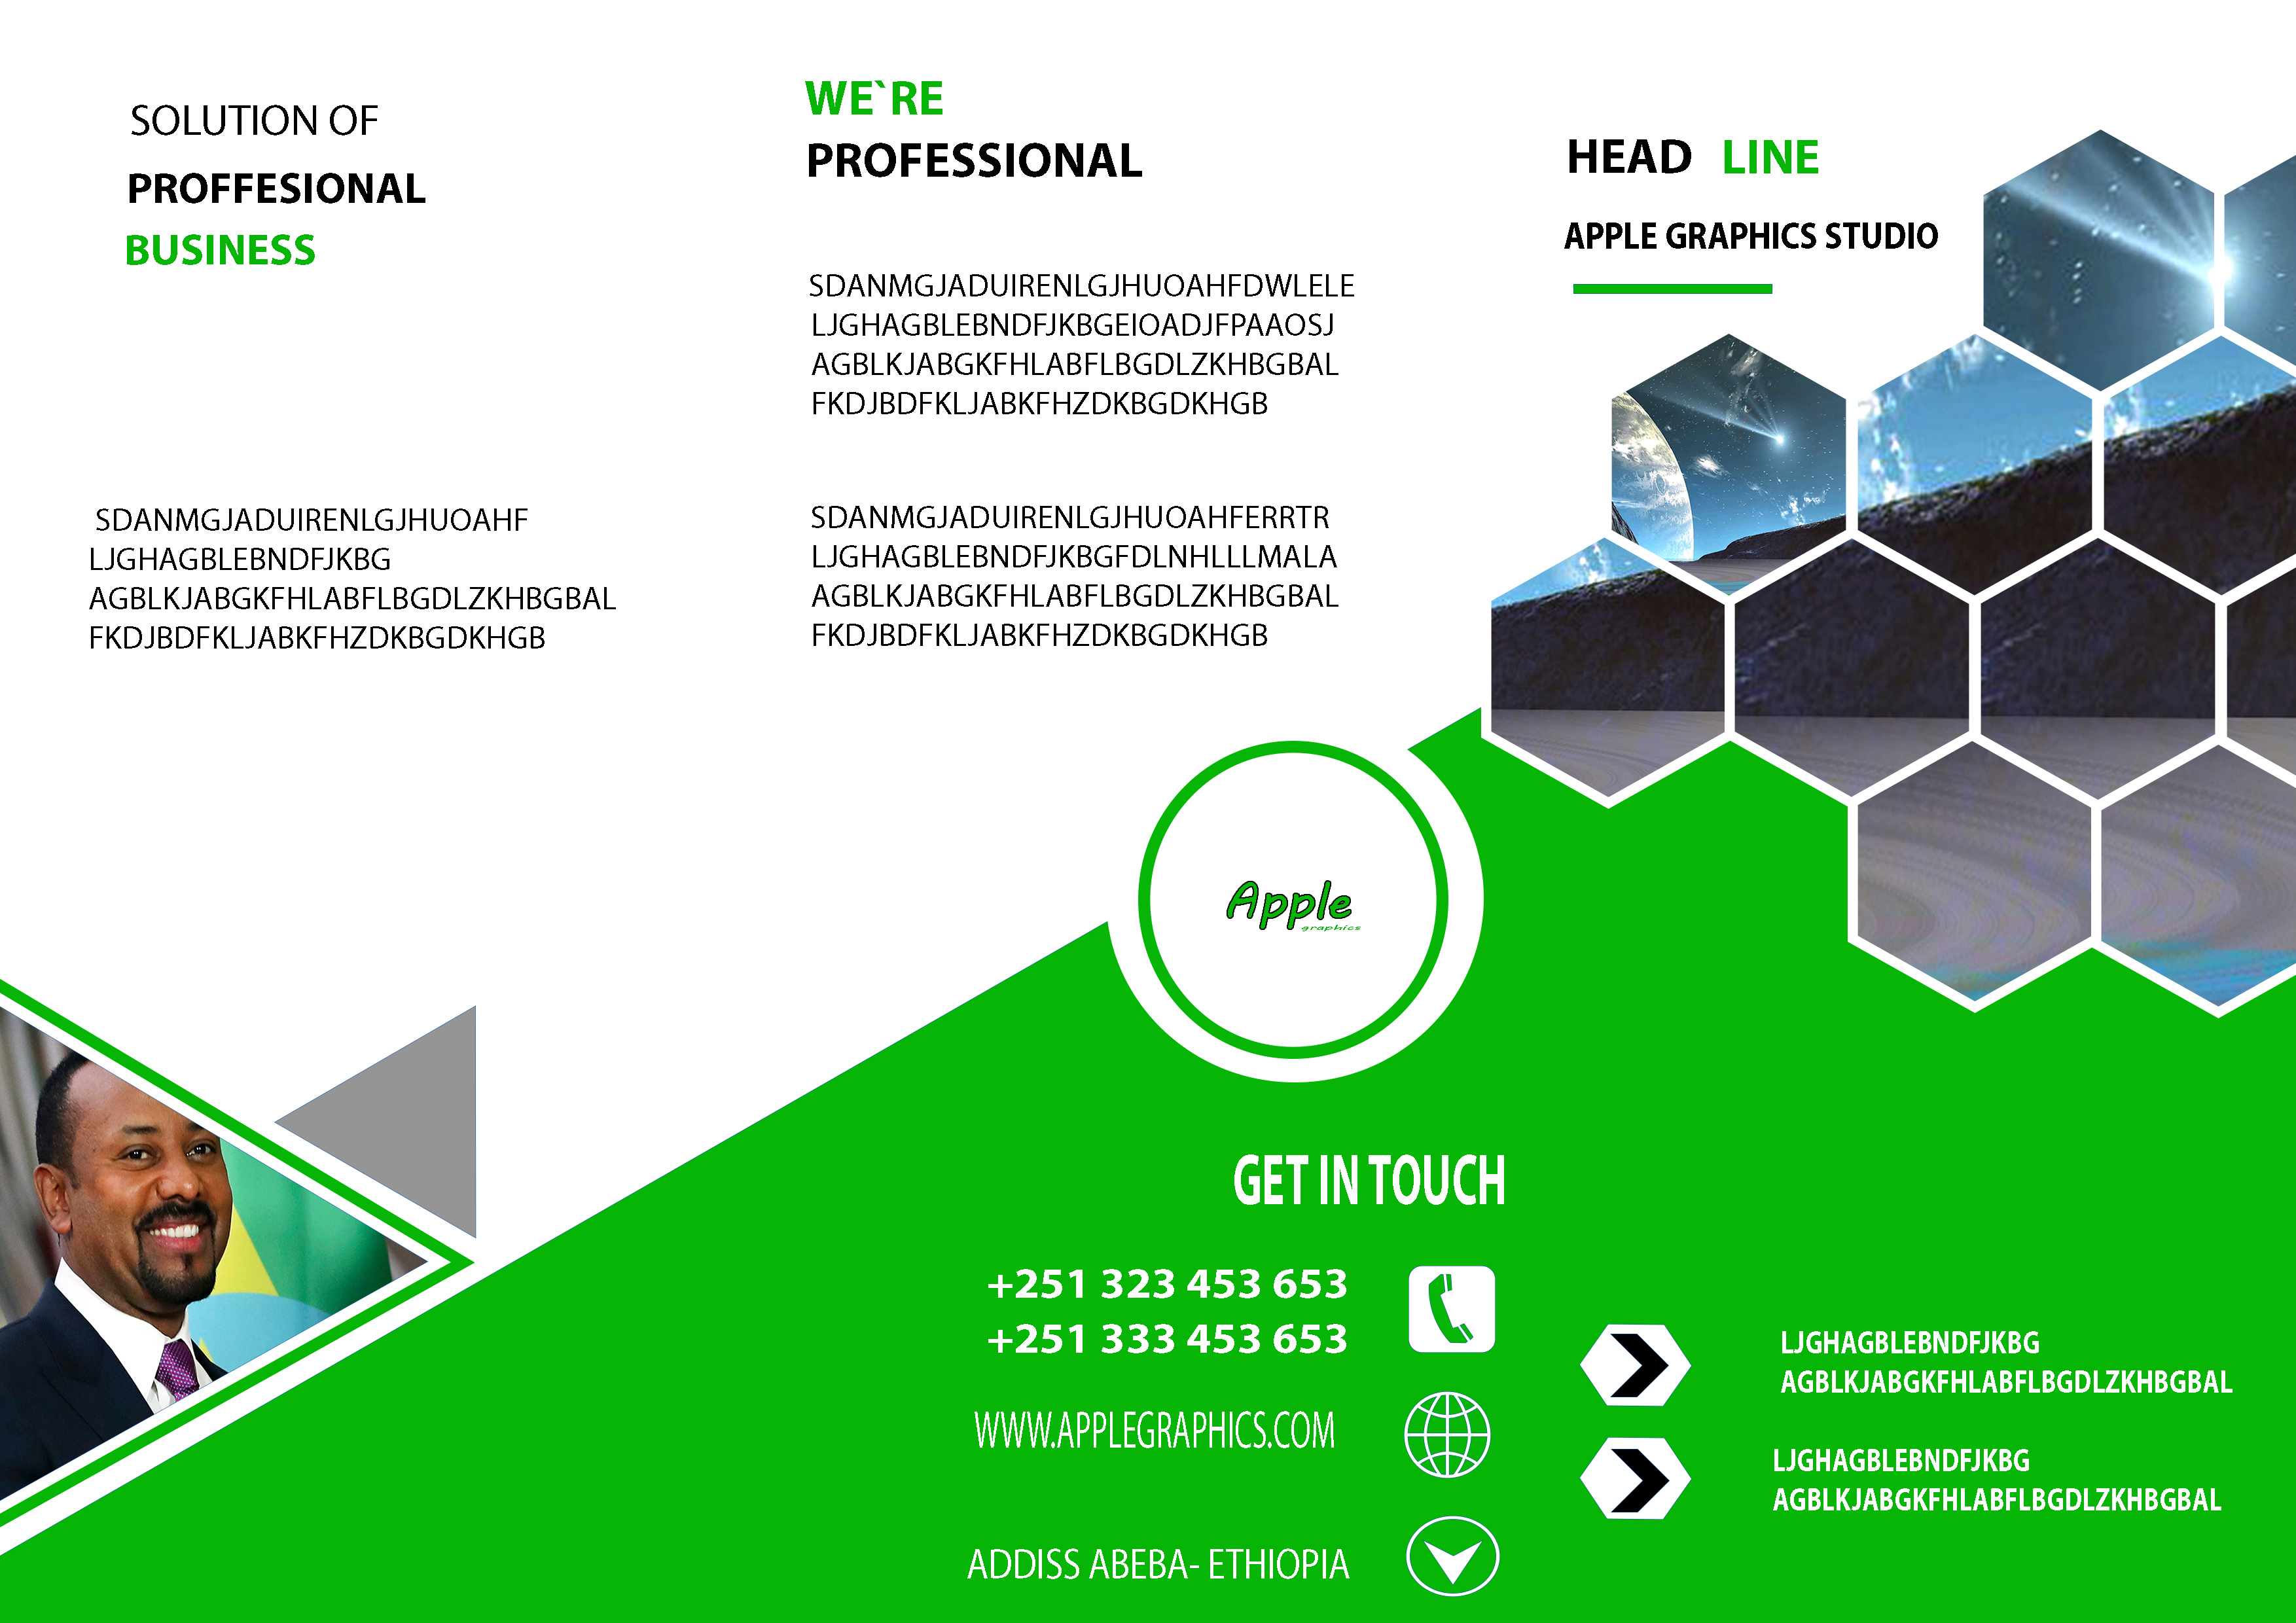 SOLUTION OF
PROFFESIONAL
BUSINESS
SDANMGJADUIRENLGJHUOAHF
LJGHAGBLEBNDFJKBG
AGBLKJABGKFHLABFLBGDLZKHBGBAL
FKDJBDFKLJABKFHZDKBGDKHGB
WE`RE
PROFESSIONAL
SDANMGJADUIRENLGJHUOAHFDWLELE
LJGHAGBLEBNDFJKBGEIOADJFPAAOSJ
AGBLKJABGKFHLABFLBGDLZKHBGBAL
FKDJBDFKLJABKFHZDKBGDKHGB
SDANMGJADUIRENLGJHUOAHFERRTR
LJGHAGBLEBNDFJKBGFDLNHLLLMALA
AGBLKJABGKFHLABFLBGDLZKHBGBAL
FKDJBDFKLJABKFHZDKBGDKHGB
Apple
graphics
GET IN TOUCH
+251 323 453 653
+251 333 453 653
WWW.APPLEGRAPHICS.COM
ADDISS ABEBA- ETHIOPIA
HEAD LINE
APPLE GRAPHICS STUDIO
LJGHAGBLEBNDFJKBG
AGBLKJABGKFHLABFLBGDLZKHBGBAL
LJGHAGBLEBNDFJKBG
AGBLKJABGKFHLABFLBGDLZKHBGBAL